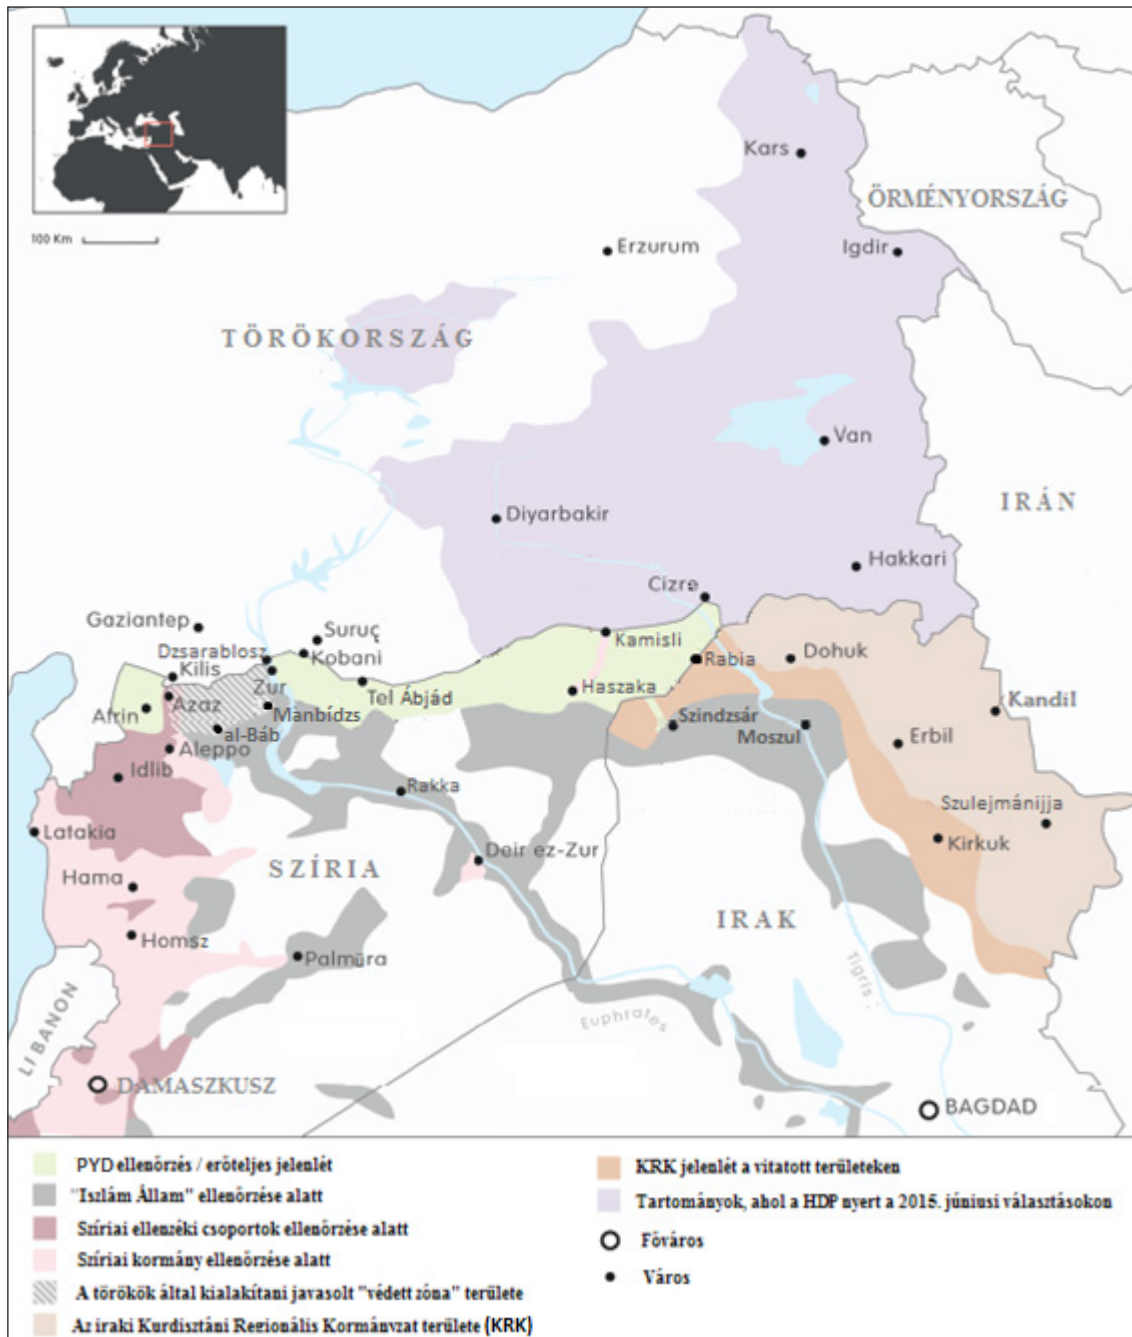 100 Km
Kars
ÖRMÉNYORSZÁG
Erzurum
Igdir
TÖRÖKORSZÁG
Van
IRÁN
Diyarbakir
Hakkari
Cizre
Gaziantep
Suruç
Kamisli
Dzsarablosz
Kobani
Rabia
Dohuk
Kilis
Zur
Tel Ábjád
Haszaka
Afrin
Azaz
Manbídzs
Szindzsár
Kandil
al-Báb
Moszul
Aleppo
Erbil
Idlib
Rakka
Szulejmánijja
Latakia
Kirkuk
Deir ez-Zur
SZÍRIA
Hama
IRAK
Homsz
Palmüra
Tigris
LIBANON
Euphrates
DAMASZKUSZ
BAGDAD
PYD ellenőrzés / erőteljes jelenlét
"Iszlám Állam" ellenőrzése alatt
Szíriai ellenzéki csoportok ellenőrzése alatt
Szíriai kormány ellenőrzése alatt
A törökök által kialakítani javasolt "védett zóna" területe
Az iraki Kurdisztáni Regionális Kormányzat területe (KRK)
KRK jelenlét a vitatott területeken
Tartományok, ahol a HDP nyert a 2015. júniusi választásokon
Főváros
Város